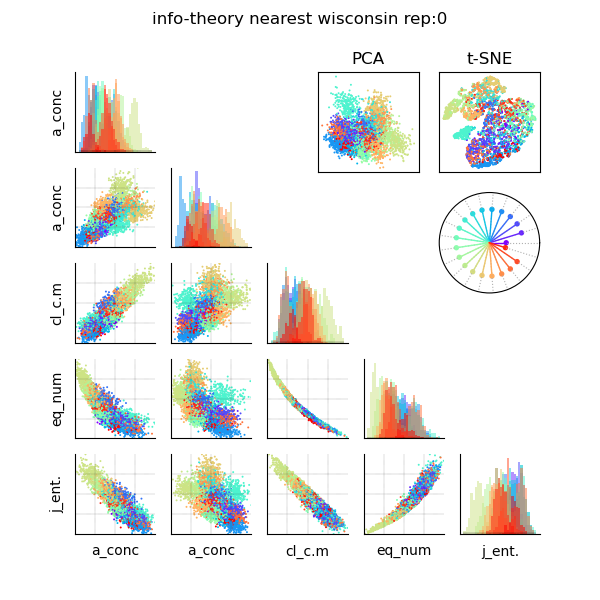 info-theory nearest wisconsin rep:0
PCA
t-SNE
a_conc
a_conc
cl_c.m
eq_num
j_ent.
a_conc
a_conc
cl_c.m
eq_num
j_ent.